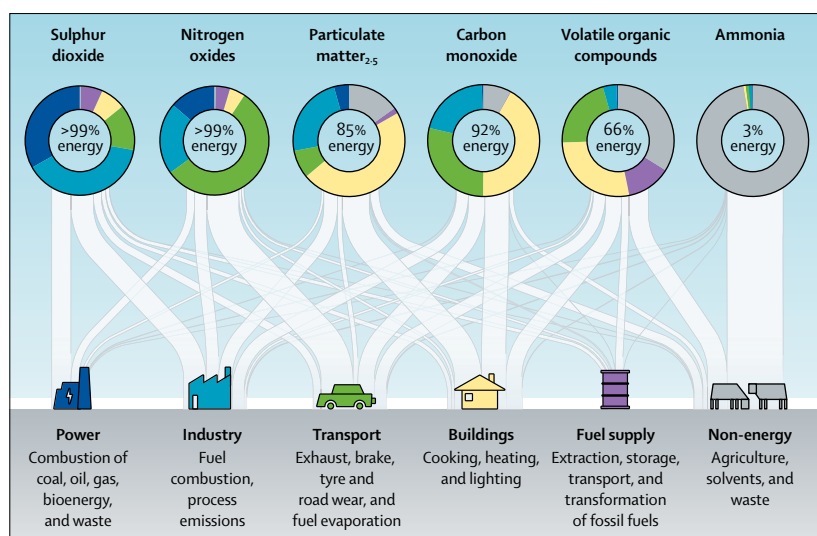 Sulphur
dioxide
Nitrogen
oxides
Particulate
matter2·5
Carbon
monoxide
Volatile organic
compounds
Ammonia
>99%
energy
>99%
energy
85%
energy
92%
energy
66%
energy
3%
energy
Power
Combustion of
coal, oil, gas,
bioenergy,
and waste
Industry
Fuel
combustion,
process
emissions
Transport
Exhaust, brake,
tyre and
road wear, and
fuel evaporation
Buildings
Cooking, heating,
and lighting
Fuel supply
Extraction, storage,
transport, and
transformation
of fossil fuels
Non-energy
Agriculture,
solvents, and
waste